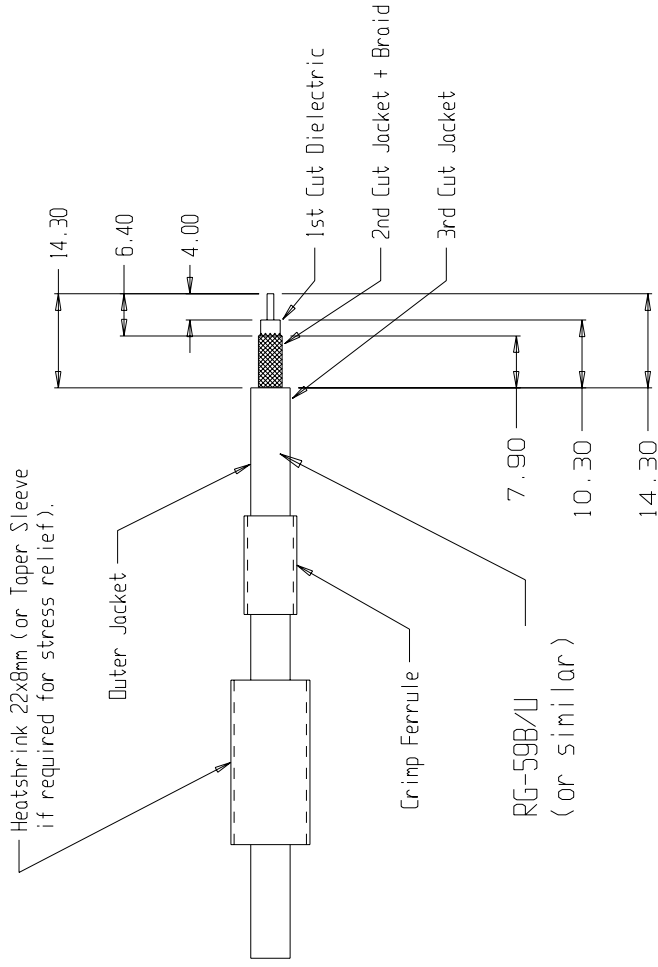 Heatshrink 22x8mm (or Taper Sleeve
if required for stress relief).
Outer Jacket
14.30
6.40
4.00
1st Cut Dielectric
2nd Cut Jacket + Braid
3rd Cut Jacket
Crimp Ferrule
RG-59B/U
(or similar)
7.90
10.30
14.30